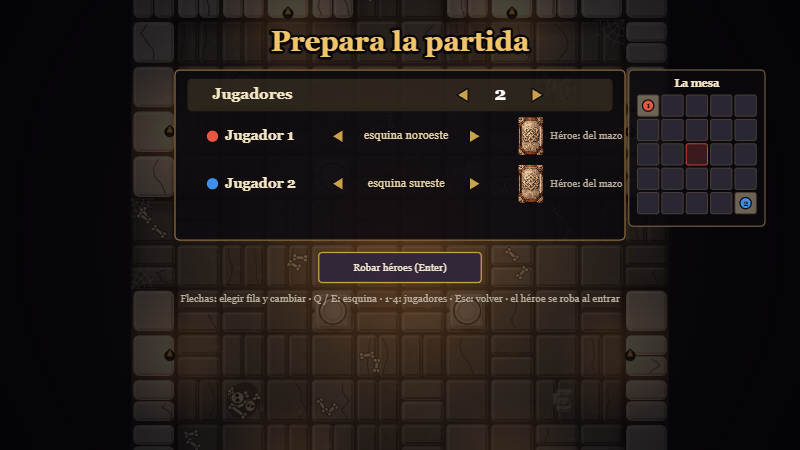 Prepara la partida
Jugadores
2
Jugador 1
esquina noroeste
Héroe: del mazo
Jugador 2
esquina sureste
Héroe: del mazo
La mesa
1
2
Robar héroes (Enter)
Flechas: elegir fila y cambiar · Q / E: esquina · 1-4: jugadores · Esc: volver · el héroe se roba al entrar